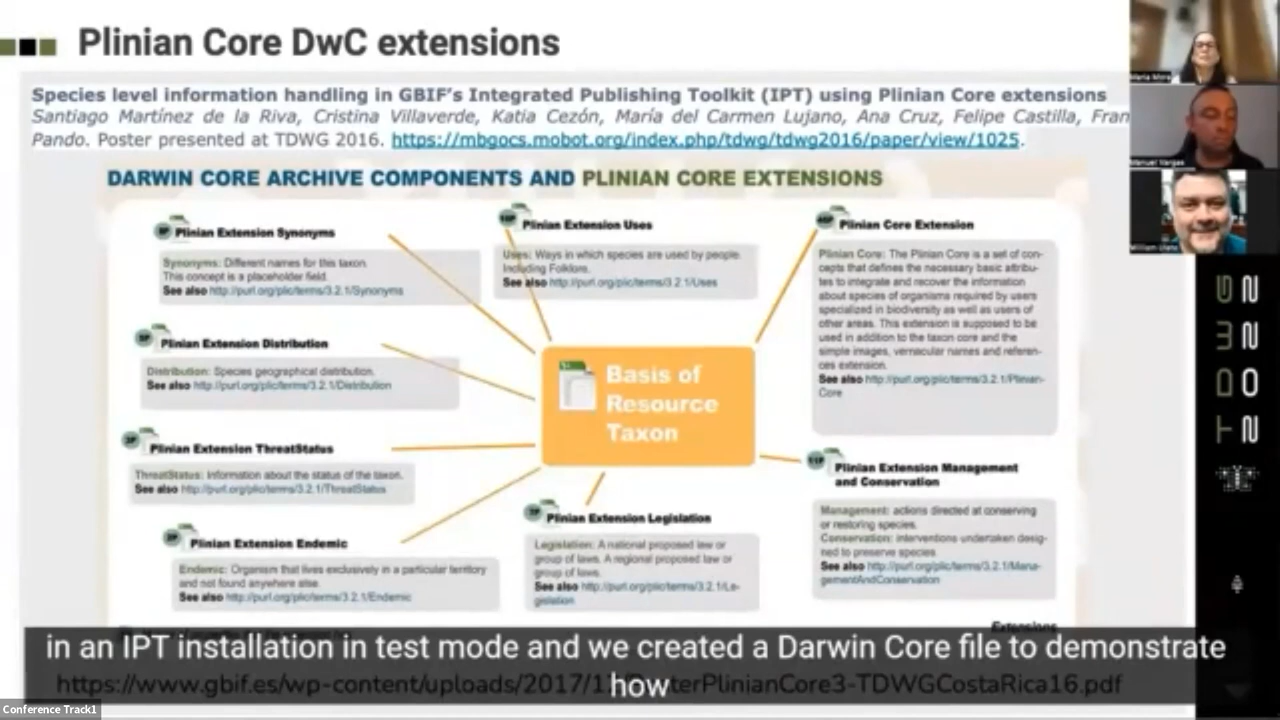 Plinian Core DwC extensions
Species level information handling in GBIF's Integrated Publishing Toolkit (IPT) using Plinian Core extensions
Santiago Martínez de la Riva, Cristina Villaverde, Katia Cezón, María del Carmen Lujano, Ana Cruz, Felipe Castilla, Fran
Pando. Poster presented at TDWG 2016. https://mbgocs.mobot.org/index.php/tdwg/tdwg2016/paper/view/1025.
DARWIN CORE ARCHIVE COMPONENTS AND PLINIAN CORE EXTENSIONS
Plinian Extension Synonyms
Synonyms: Different names for this taxon.
This concept is a placeholder field.
See also http://purl.org/plic/terms/3.2.1/Synonyms
Plinian Extension Uses
Uses: Ways in which species are used by people.
Including Folklore.
See also http://purl.org/plic/terms/3.2.1/Uses
Plinian Core Extension
Plinian Core: The Plinian Core is a set of con-
cepts that defines the necessary basic attribu-
tes to integrate and recover the information
about species of organisms required by users
specialized in biodiversity as well as users of
other areas. This extension is supposed to be
used in addition to the taxon core and the
simple images, vernacular names and referen-
ces extension.
See also http://purl.org/plic/terms/3.2.1/Plinian-
Core
Plinian Extension Distribution
Distribution: Species geographical distribution.
See also http://purl.org/plic/terms/3.2.1/Distribution
Basis of
Resource
Taxon
Plinian Extension ThreatStatus
ThreatStatus: Information about the status of the taxon.
See also http://purl.org/plic/terms/3.2.1/ThreatStatus
Plinian Extension Management
and Conservation
Management: actions directed at conserving
or restoring species.
Conservation: interventions undertaken desig-
ned to preserve species
See also http://purl.org/plic/terms/3.2.1/Mana-
gementAndConservation
Plinian Extension Endemic
Endemic: Organism that lives exclusively in a particular territory
and not found anywhere else.
See also http://purl.org/plic/terms/3.2.1/Endemic
Plinian Extension Legislation
Legislation: A national proposed law or
group of laws. A regional proposed law or
group of laws.
See also http://purl.org/plic/terms/3.2.1/Le-
gislation
Extensions
in an IPT installation in test mode and we created a Darwin Core file to demonstrate
how
https://www.gbif.es/wp-content/uploads/2017/1 terPlinianCore3-TDWGCostaRica16.pdf
Conference Track1
Manuel Vargas